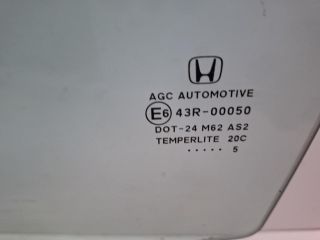 AGC AUTOMOTIVE
E6 43R-00050
DOT-24 M62 AS2
TEMPERLITE 20C
..... 5